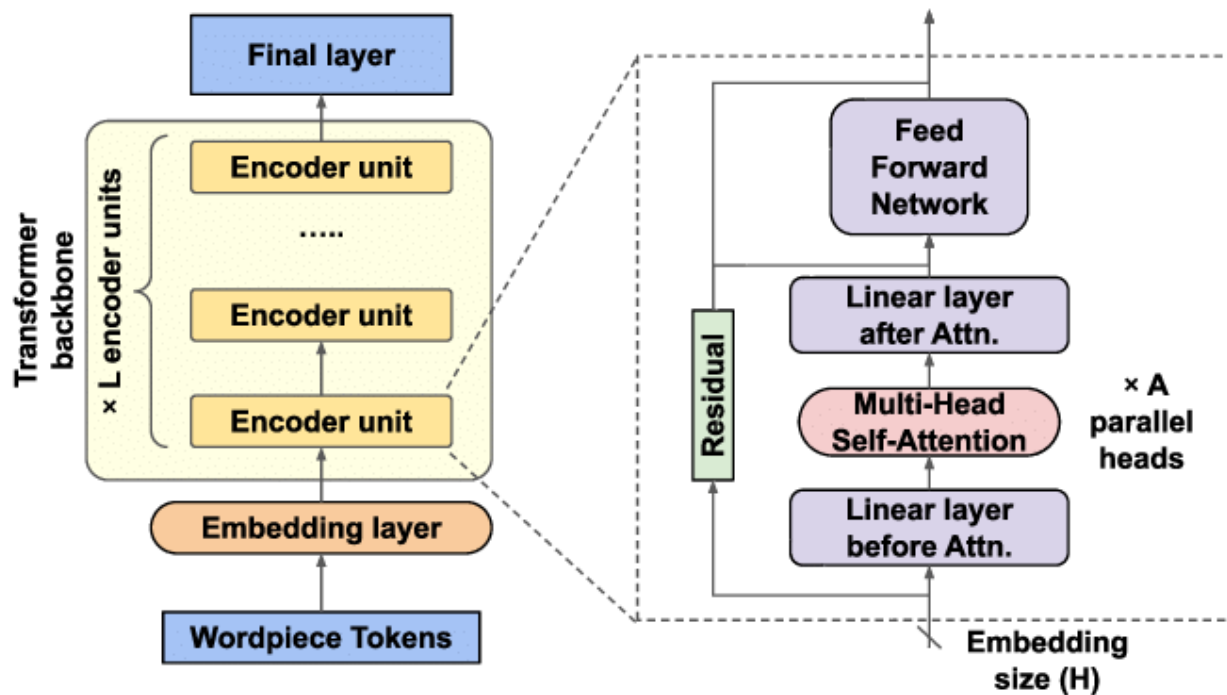 Final layer
Encoder unit
.....
Encoder unit
Encoder unit
Transformer
backbone
× L encoder units
Embedding layer
Wordpiece Tokens
Feed
Forward
Network
Linear layer
after Attn.
Multi-Head
Self-Attention
× A
parallel
heads
Residual
Linear layer
before Attn.
Embedding
size (H)